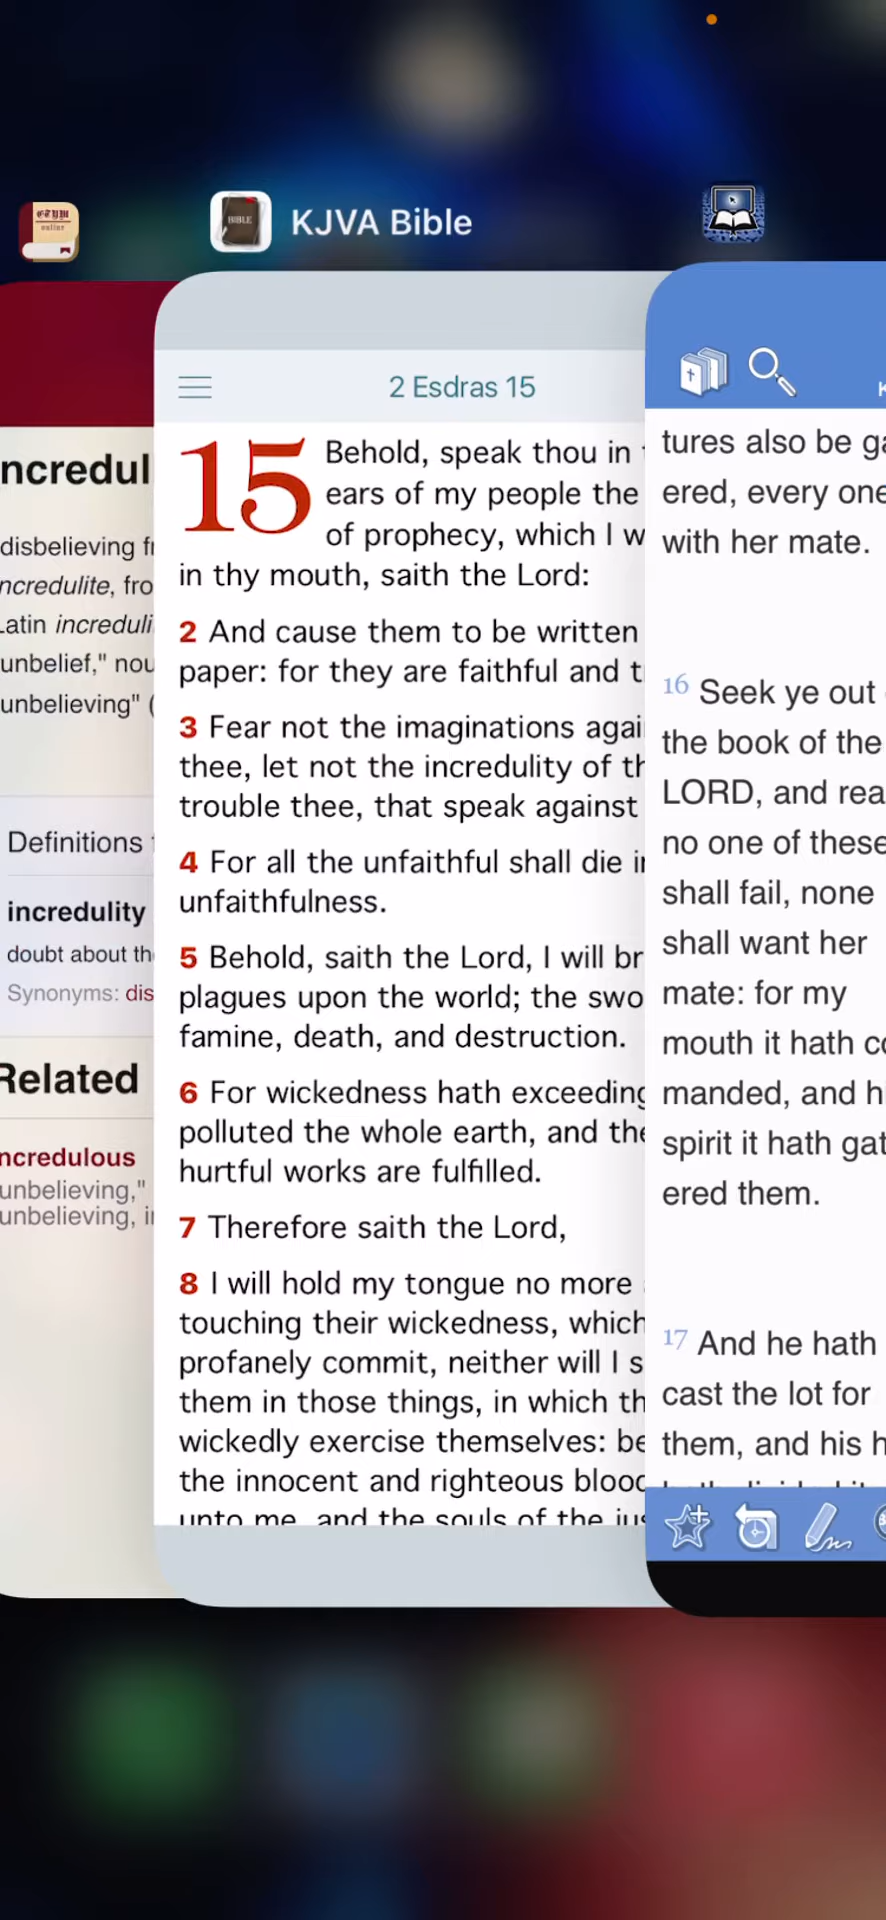 KJVA Bible
ncredul
disbelieving
ncredulite, fro
Latin
"unbelief," nou
unbelieving" (
Definitions
incredulity
doubt about th
Synonyms: dis
Related
ncredulous
unbelieving,"
unbelieving,
2 Esdras 15
15 Behold, speak thou in
ears of my people the
of prophecy, which I w
in thy mouth, saith the Lord:
2 And cause them to be written
paper: for they are faithful and t
3 Fear not the imaginations agai
thee, let not the incredulity of th
trouble thee, that speak against
4 For all the unfaithful shall die i
unfaithfulness.
5 Behold, saith the Lord, I will br
plagues upon the world; the swo
famine, death, and destruction.
6 For wickedness hath exceeding
polluted the whole earth, and the
hurtful works are fulfilled.
7 Therefore saith the Lord,
8 I will hold my tongue no more
touching their wickedness, which
profanely commit, neither will I s
them in those things, in which th
wickedly exercise themselves: be
the innocent and righteous blood
unto me, and the souls of the jus
tures also be ga
ered, every one
with her mate.
16 Seek ye out
the book of the
LORD, and rea
no one of these
shall fail, none
shall want her
mate: for my
mouth it hath co
manded, and hi
spirit it hath gat
ered them.
17 And he hath
cast the lot for
them, and his h